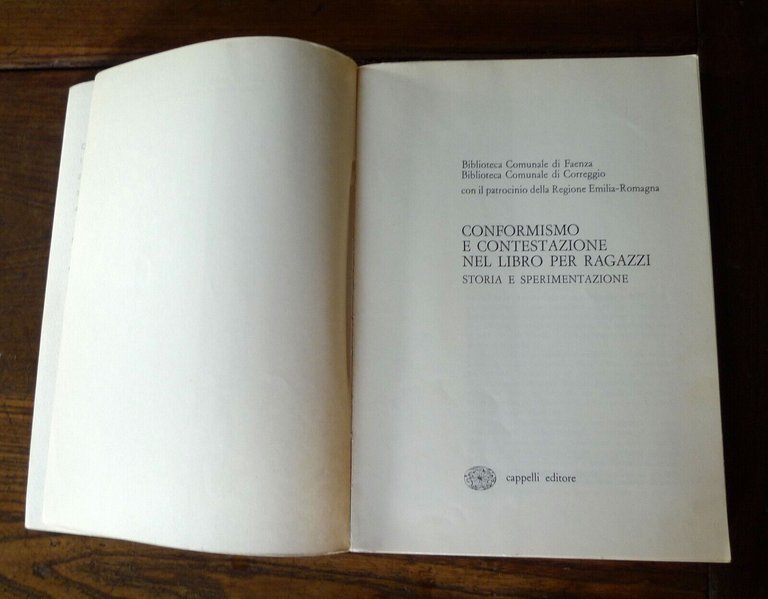 Biblioteca Comunale di Faenza
Biblioteca Comunale di Correggio
con il patrocinio della Regione Emilia-Romagna
CONFORMISMO
E CONTESTAZIONE
NEL LIBRO PER RAGAZZI
STORIA E SPERIMENTAZIONE
cappelli editore